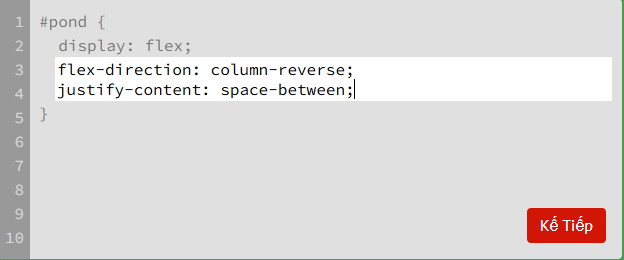 1 #pond {
2 display: flex;
3 flex-direction: column-reverse;
4 justify-content: space-between;
5 }
6
7
8
9
10
Kế Tiếp